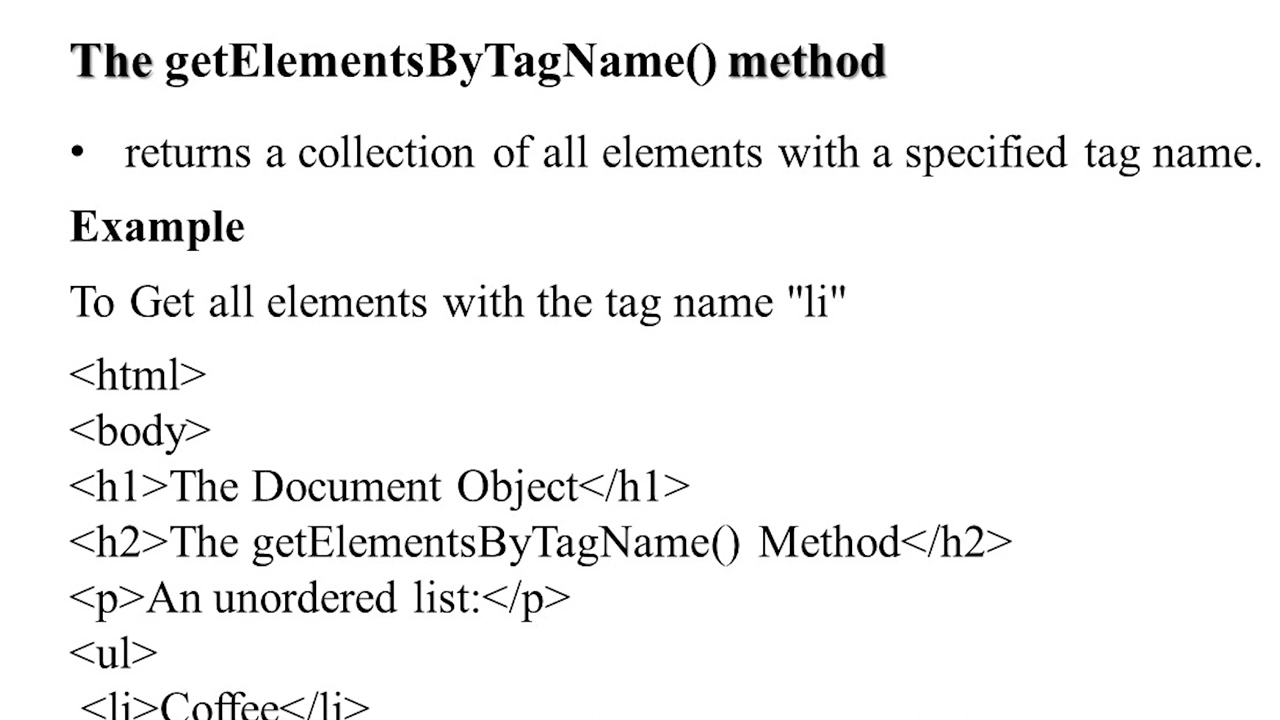 The getElementsByTagName() method
• returns a collection of all elements with a specified tag name.
Example
To Get all elements with the tag name "li"
<html>
<body>
<h1>The Document Object</h1>
<h2>The getElementsByTagName() Method</h2>
<p>An unordered list:</p>
<ul>
<li>Coffee</li>